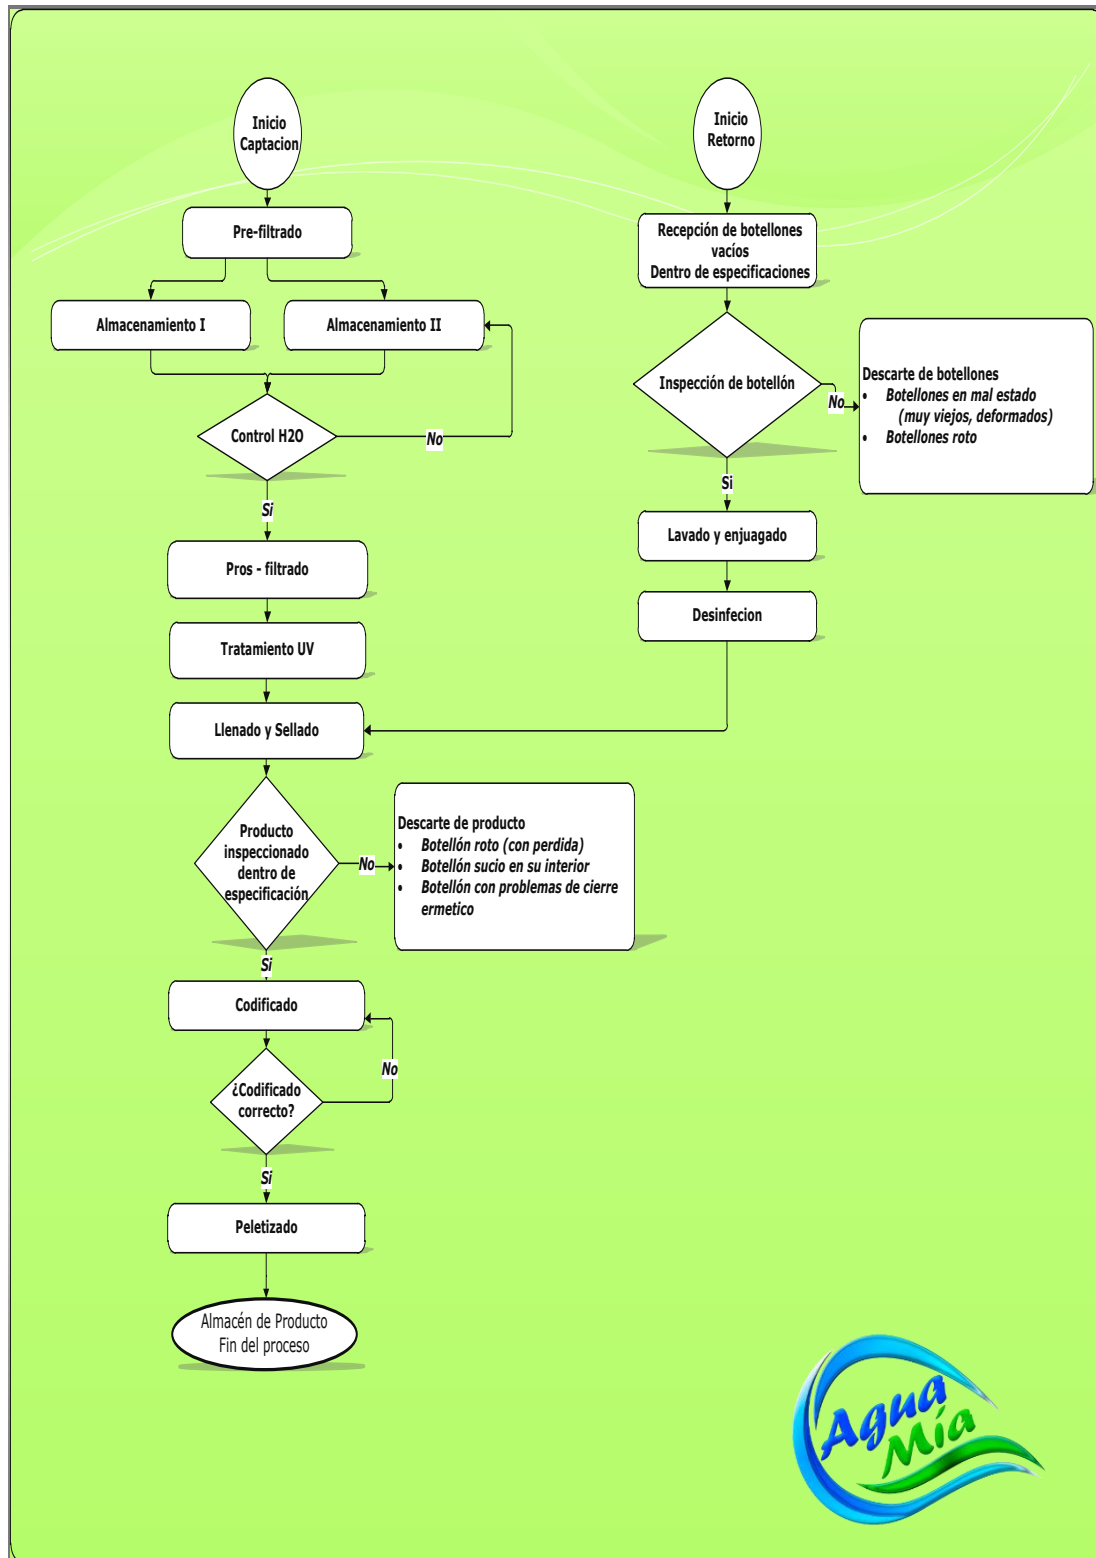 Inicio
Captacion
Pre-filtrado
Almacenamiento I
Almacenamiento II
Control H2O
No
Si
Pros - filtrado
Tratamiento UV
Llenado y Sellado
Producto
inspeccionado
dentro de
especificación
No
Descarte de producto
• Botellón roto (con perdida)
• Botellón sucio en su interior
• Botellón con problemas de cierre
ermetico
Si
Codificado
No
¿Codificado
correcto?
Si
Peletizado
Almacén de Producto
Fin del proceso
Inicio
Retorno
Recepción de botellones
vacíos
Dentro de especificaciones
Inspección de botellón
No
Descarte de botellones
• Botellones en mal estado
(muy viejos, deformados)
• Botellones roto
Si
Lavado y enjuagado
Desinfecion
Agua
Mía